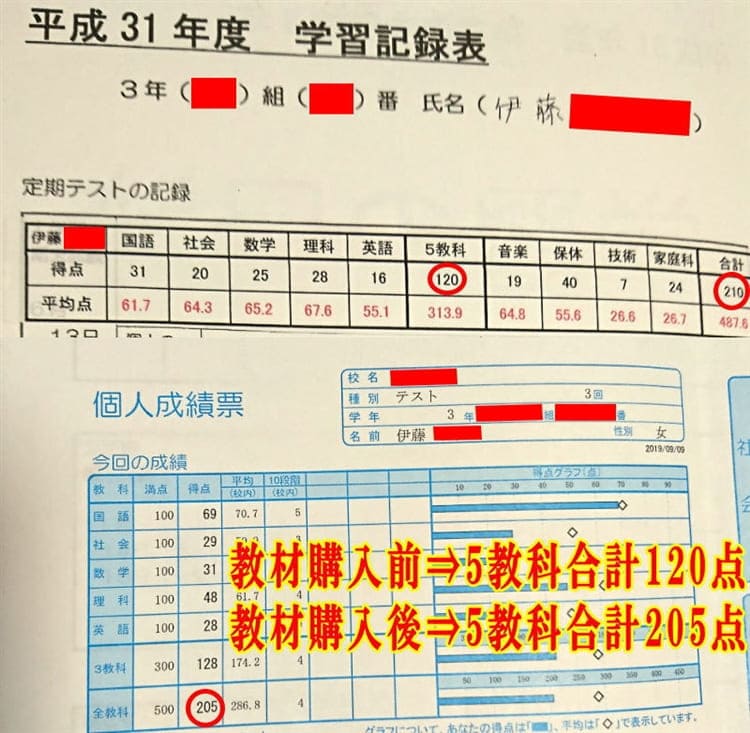 平成31年度 学習記録表
3年( )組( )番 氏名(伊藤 )
定期テストの記録
伊藤 国語 社会 数学 理科 英語 5教科 音楽 保体 技術 家庭科 合計
得点 31 20 25 28 16 120 19 40 7 24 210
平均点 61.7 64.3 65.2 67.6 55.1 313.9 64.8 55.6 26.6 26.7 487.6
個人成績票
校名
種別 テスト 3回
学年 3年 組 番
名前 伊藤 性別 女
2019/09/09
今回の成績
教科 満点 得点 平均(校内) 10段階(校内) 得点グラフ(点)
10 20 30 40 50 60 70 80 90
国語 100 69 70.7 5
社会 100 29
数学 100 31
教材購入前⇒5教科合計120点
理科 100 48 61.7 4
英語 100 28
教材購入後⇒5教科合計205点
3教科 300 128 174.2 4
50 100 150 200 250 300 350 400 450
全教科 500 205 286.8 4
グラフについて、あなたの得点は「 」、平均は「◇」で表示しています。